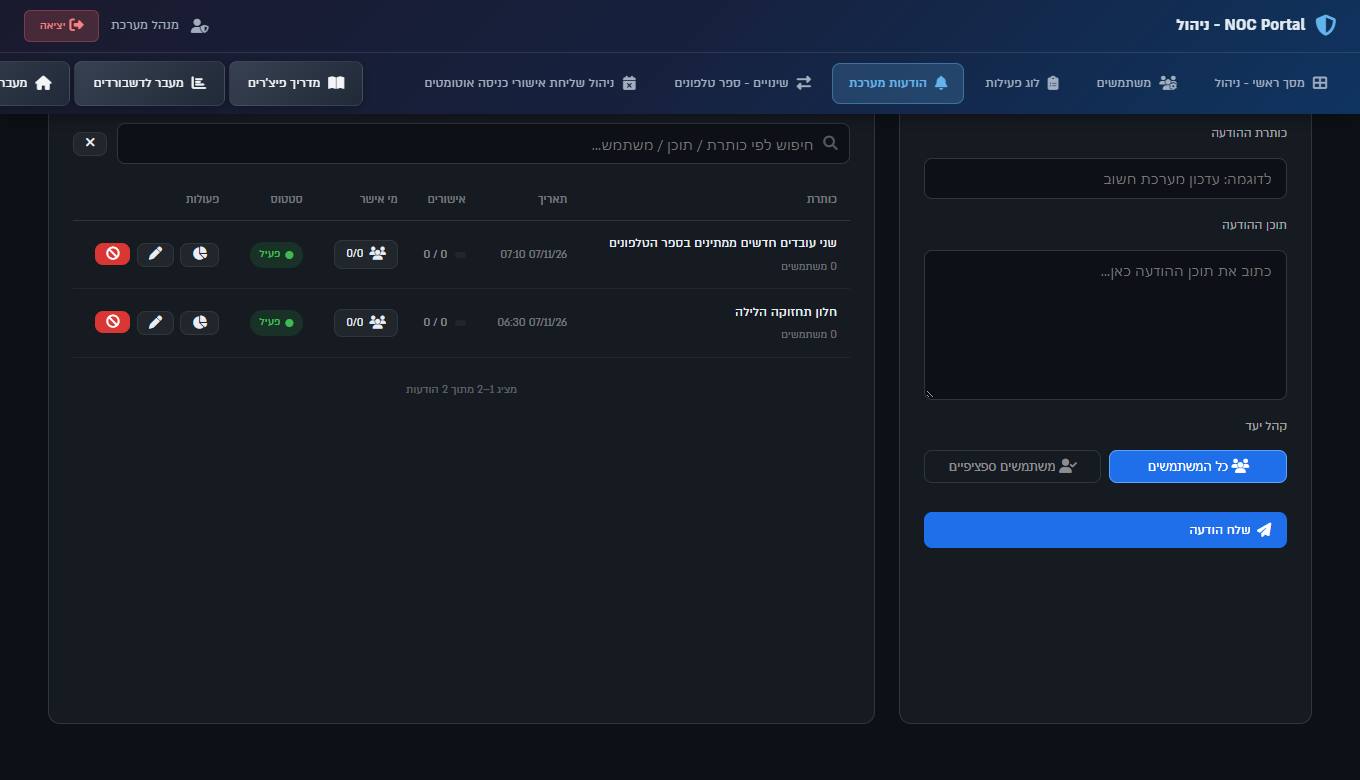 NOC Portal - ניהול
מנהל מערכת
יציאה
מסך ראשי - ניהול
משתמשים
לוג פעילות
הודעות מערכת
שינויים - ספר טלפונים
ניהול שליחת אישורי כניסה אוטומטים
מדריך פיצ'רים
מעבר לדשבורדים
מעבר
כותרת ההודעה
לדוגמה: עדכון מערכת חשוב
תוכן ההודעה
כתוב את תוכן ההודעה כאן...
קהל יעד
כל המשתמשים
משתמשים ספציפיים
שלח הודעה
חיפוש לפי כותרת / תוכן / משתמש...
כותרת תאריך אישורים מי אישר סטטוס פעולות
שני עובדים חדשים ממתינים בספר הטלפונים
0 משתמשים
07/11/26 07:10 0 / 0 0/0 פעיל
חלון תחזוקה הלילה
0 משתמשים
07/11/26 06:30 0 / 0 0/0 פעיל
מציג 1–2 מתוך 2 הודעות